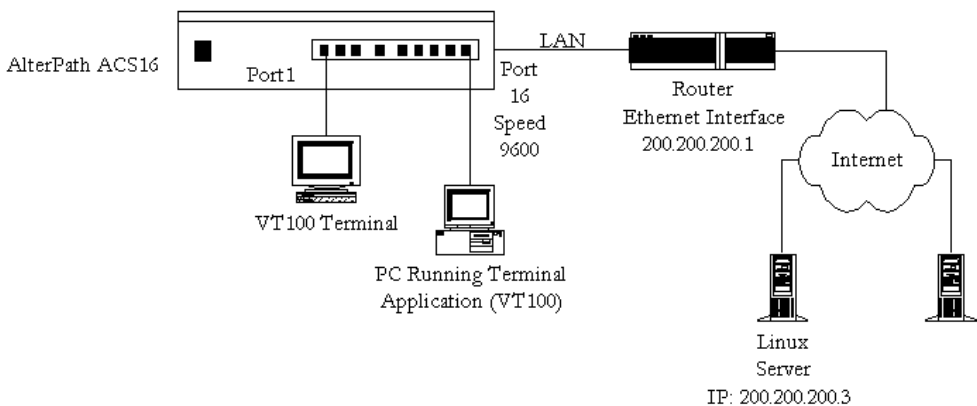 AlterPath ACS16
Port1
LAN
Port
16
Speed
9600
Router
Ethernet Interface
200.200.200.1
Internet
VT100 Terminal
PC Running Terminal
Application (VT100)
Linux
Server
IP: 200.200.200.3